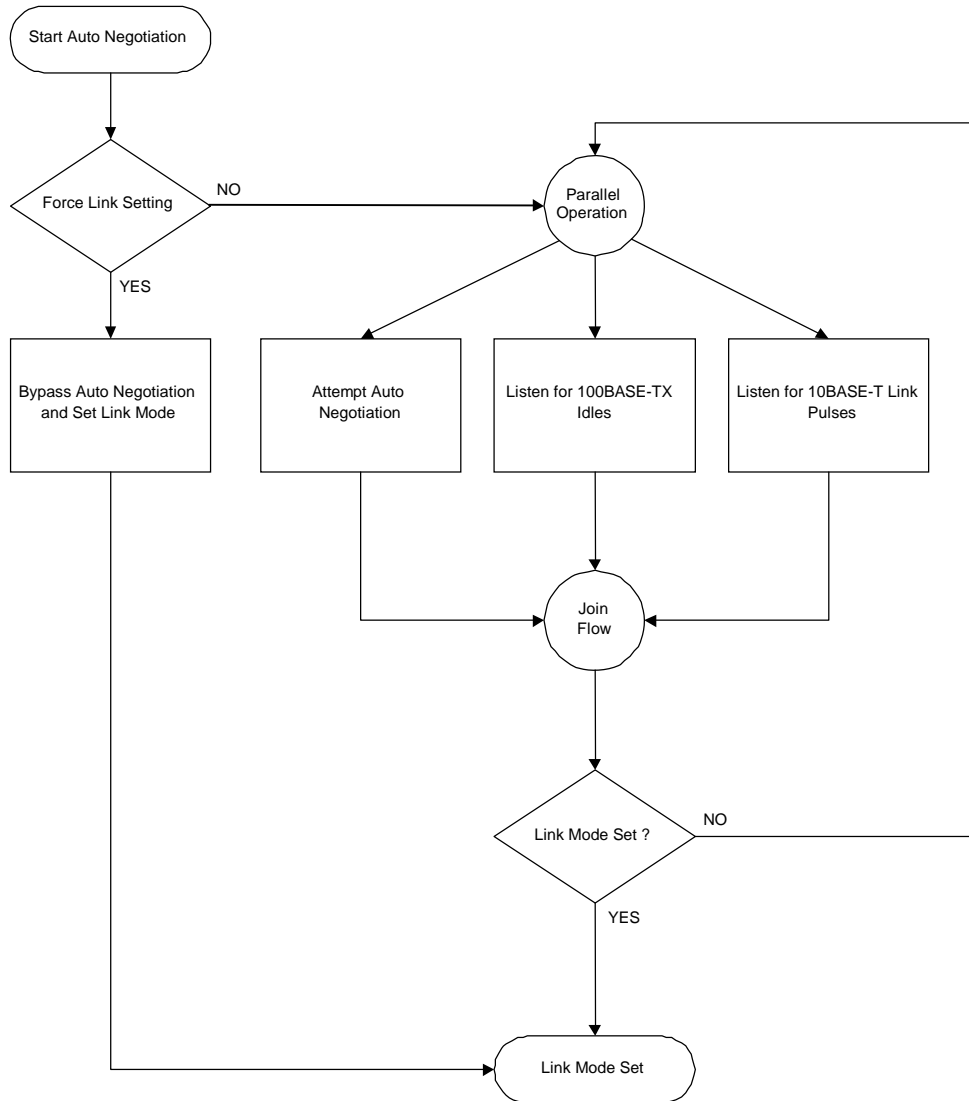 Start Auto Negotiation
Force Link Setting
NO
Parallel
Operation
YES
Bypass Auto Negotiation
and Set Link Mode
Attempt Auto
Negotiation
Listen for 100BASE-TX
Idles
Listen for 10BASE-T Link
Pulses
Join
Flow
Link Mode Set ?
NO
YES
Link Mode Set